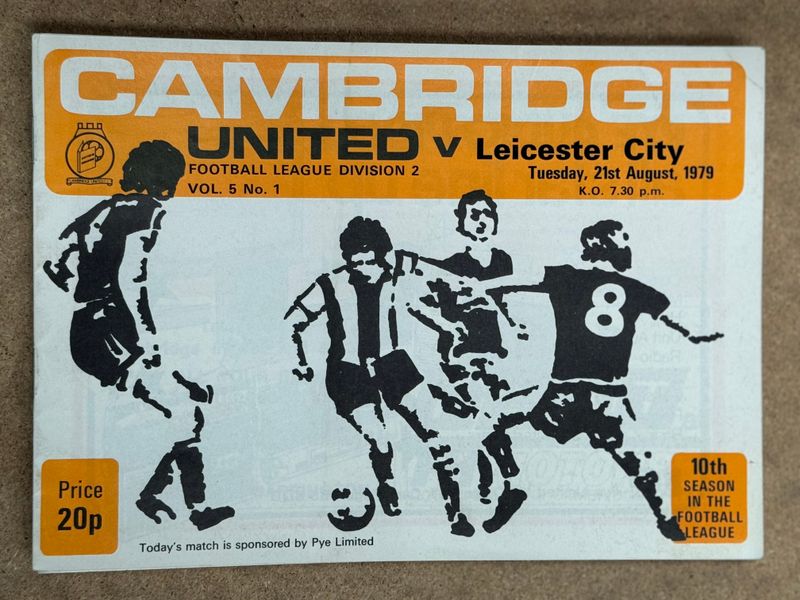 CAMBRIDGE
UNITED v Leicester City
FOOTBALL LEAGUE DIVISION 2
Tuesday, 21st August, 1979
VOL. 5 No. 1
K.O. 7.30 p.m.
8
Price
20p
10th
SEASON
IN THE
FOOTBALL
LEAGUE
Today's match is sponsored by Pye Limited